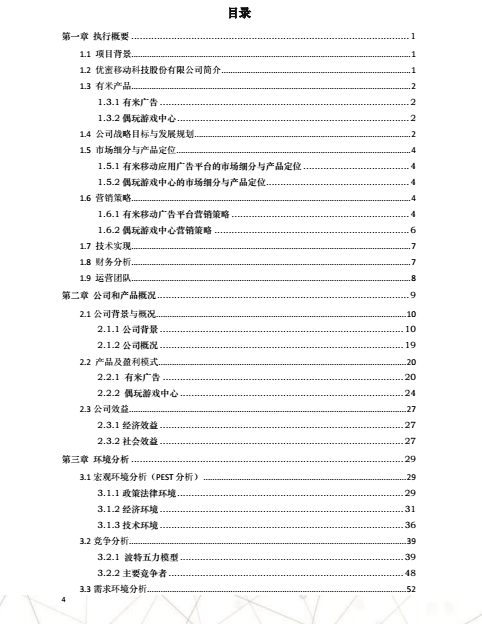 目录
第一章 执行概要 1
1.1 项目背景 1
1.2 优蜜移动科技股份有限公司简介 1
1.3 有米产品 2
1.3.1 有米广告 2
1.3.2 偶玩游戏中心 2
1.4 公司战略目标与发展规划 2
1.5 市场细分与产品定位 4
1.5.1 有米移动应用广告平台的市场细分与产品定位 4
1.5.2 偶玩游戏中心的市场细分与产品定位 4
1.6 营销策略 4
1.6.1 有米移动广告平台营销策略 4
1.6.2 偶玩游戏中心营销策略 6
1.7 技术实现 7
1.8 财务分析 7
1.9 运营团队 8
第二章 公司和产品概况 9
2.1 公司背景与概况 10
2.1.1 公司背景 10
2.1.2 公司概况 19
2.2 产品及盈利模式 20
2.2.1 有米广告 20
2.2.2 偶玩游戏中心 24
2.3 公司效益 27
2.3.1 经济效益 27
2.3.2 社会效益 27
第三章 环境分析 29
3.1 宏观环境分析（PEST 分析） 29
3.1.1 政策法律环境 29
3.1.2 经济环境 31
3.1.3 技术环境 36
3.2 竞争分析 39
3.2.1 波特五力模型 39
3.2.2 主要竞争者 48
3.3 需求环境分析 52
4